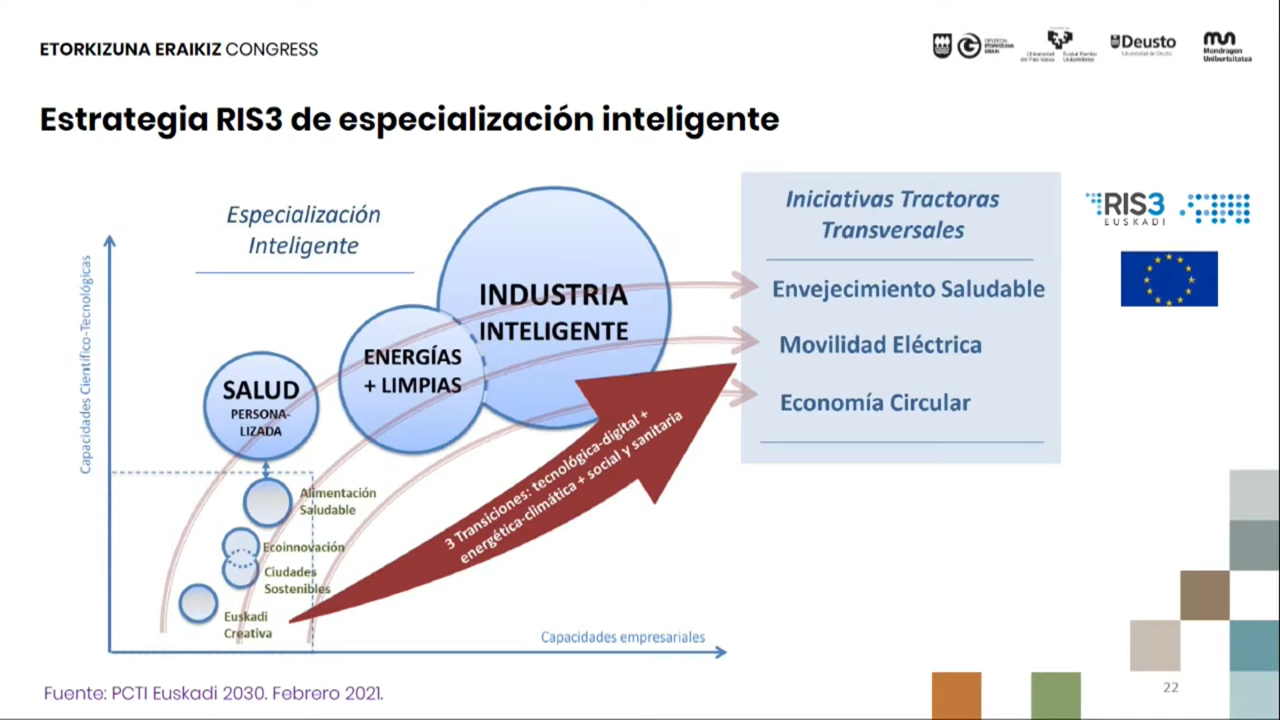 ETORKIZUNA ERAIKIZ CONGRESS
Deusto
Mondragon
Unibertsitatea
Estrategia RIS3 de especialización inteligente
Especialización
Inteligente
Capacidades Científico-Tecnológicas
INDUSTRIA
INTELIGENTE
ENERGÍAS
+ LIMPIAS
SALUD
PERSONA-
LIZADA
Alimentación
Saludable
Ecoinnovación
Ciudades
Sostenibles
Euskadi
Creativa
3 Transiciones: tecnológica-digital +
energética-climática + social y sanitaria
Capacidades empresariales
Iniciativas Tractoras
Transversales
Envejecimiento Saludable
Movilidad Eléctrica
Economía Circular
RIS3
EUSKADI
Fuente: PCTI Euskadi 2030. Febrero 2021.
22